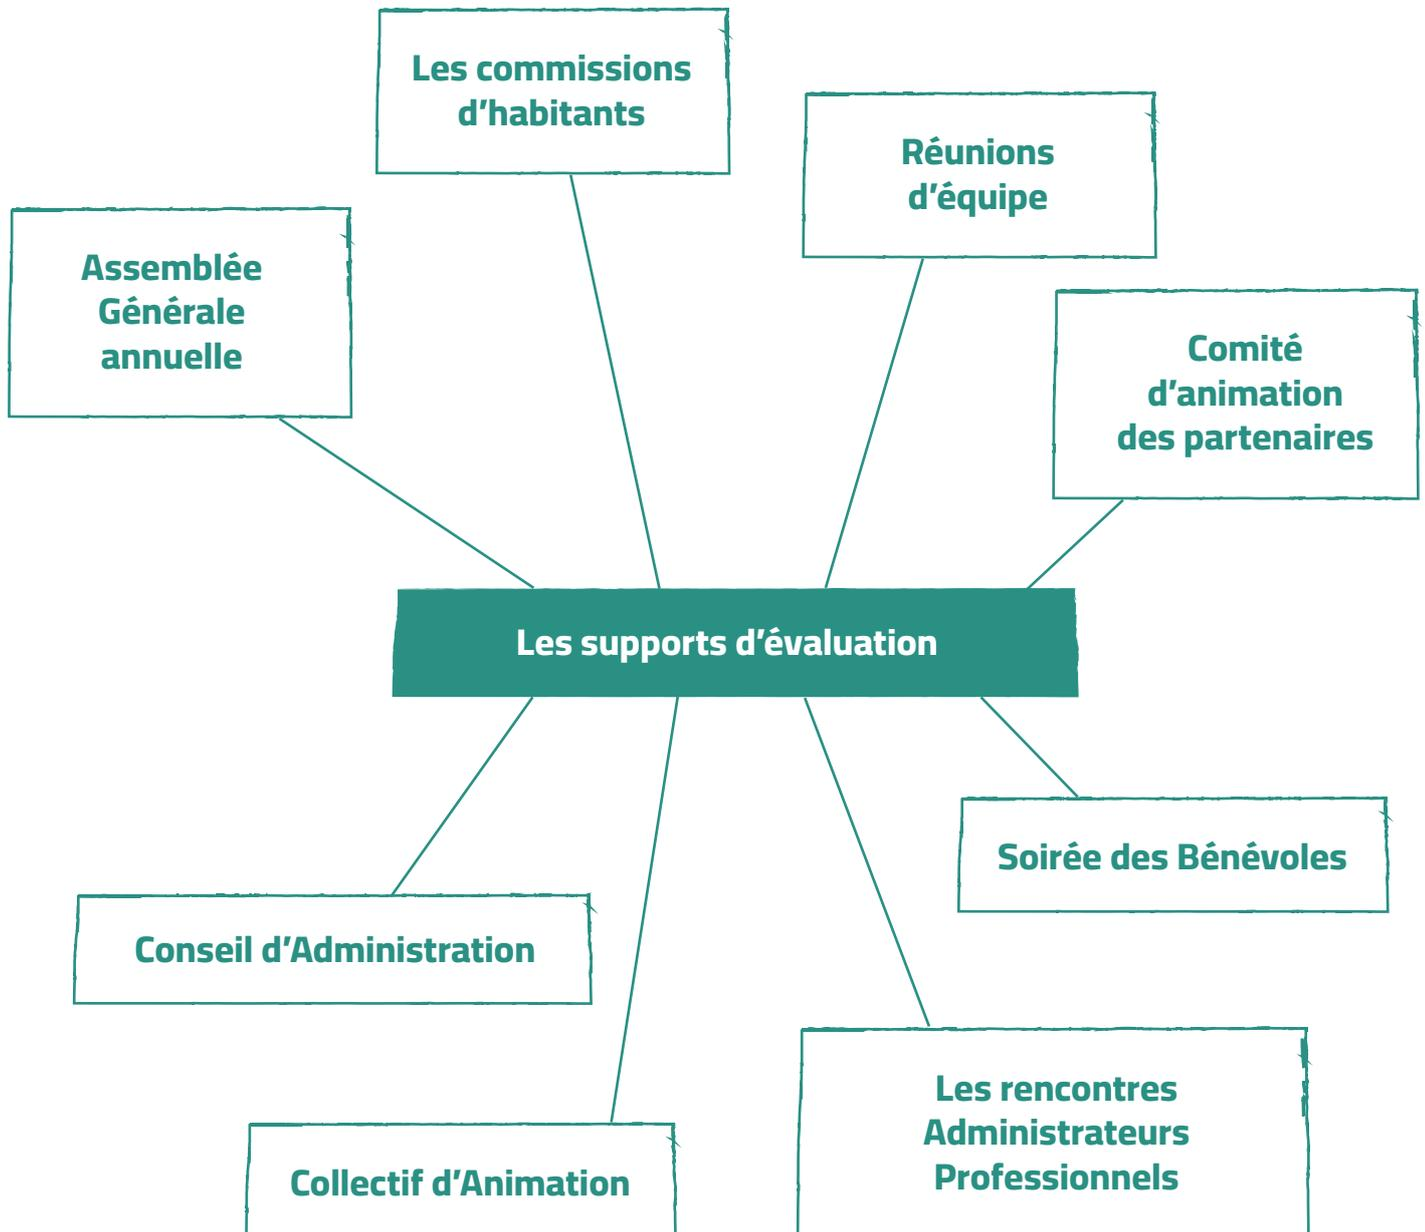 Les commissions
d’habitants
Réunions
d’équipe
Assemblée
Générale
annuelle
Comité
d’animation
des partenaires
Les supports d’évaluation
Soirée des Bénévoles
Conseil d’Administration
Les rencontres
Administrateurs
Professionnels
Collectif d’Animation